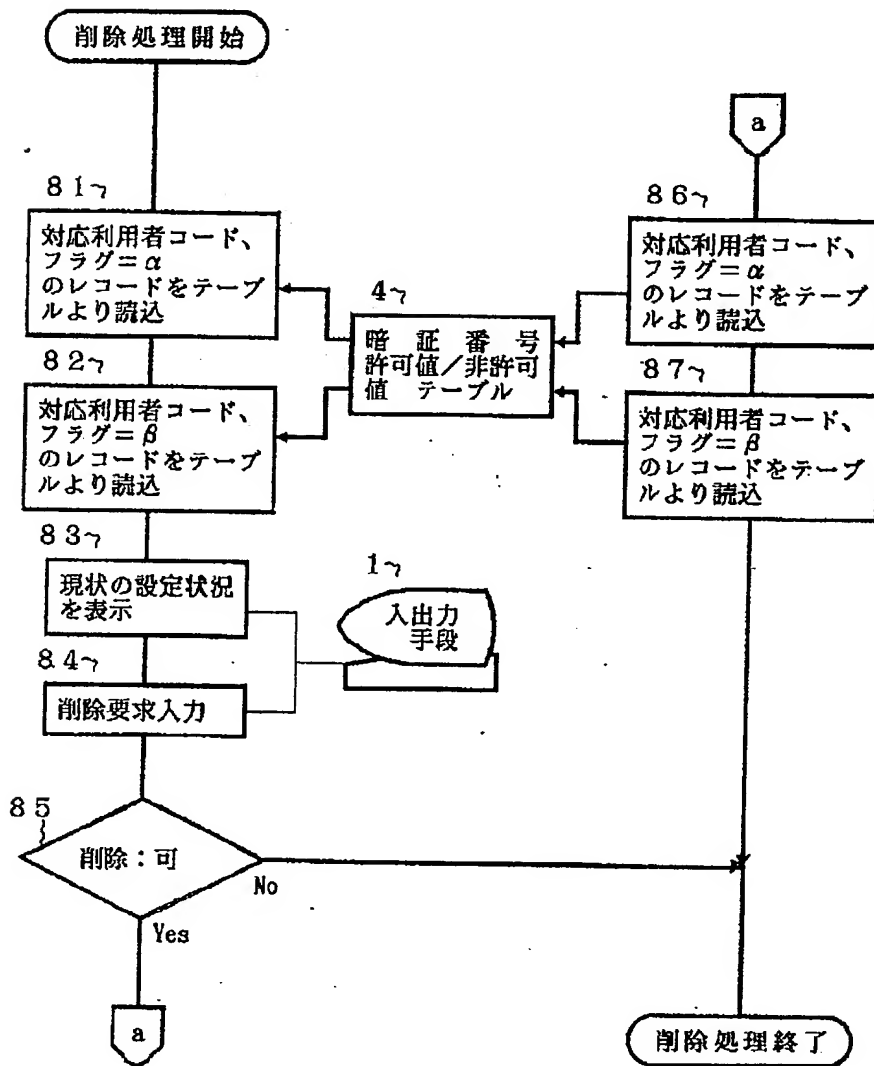 削除処理開始
81
対応利用者コード、
フラグ=α
のレコードをテーブ
ルより読込
82
対応利用者コード、
フラグ=β
のレコードをテーブ
ルより読込
83
現状の設定状況
を表示
84
削除要求入力
85
削除：可
No
Yes
a
4
暗証番号
許可値／非許可
値 テーブル
1
入出力
手段
a
86
対応利用者コード、
フラグ=α
のレコードをテーブ
ルより読込
87
対応利用者コード、
フラグ=β
のレコードをテーブ
ルより読込
削除処理終了